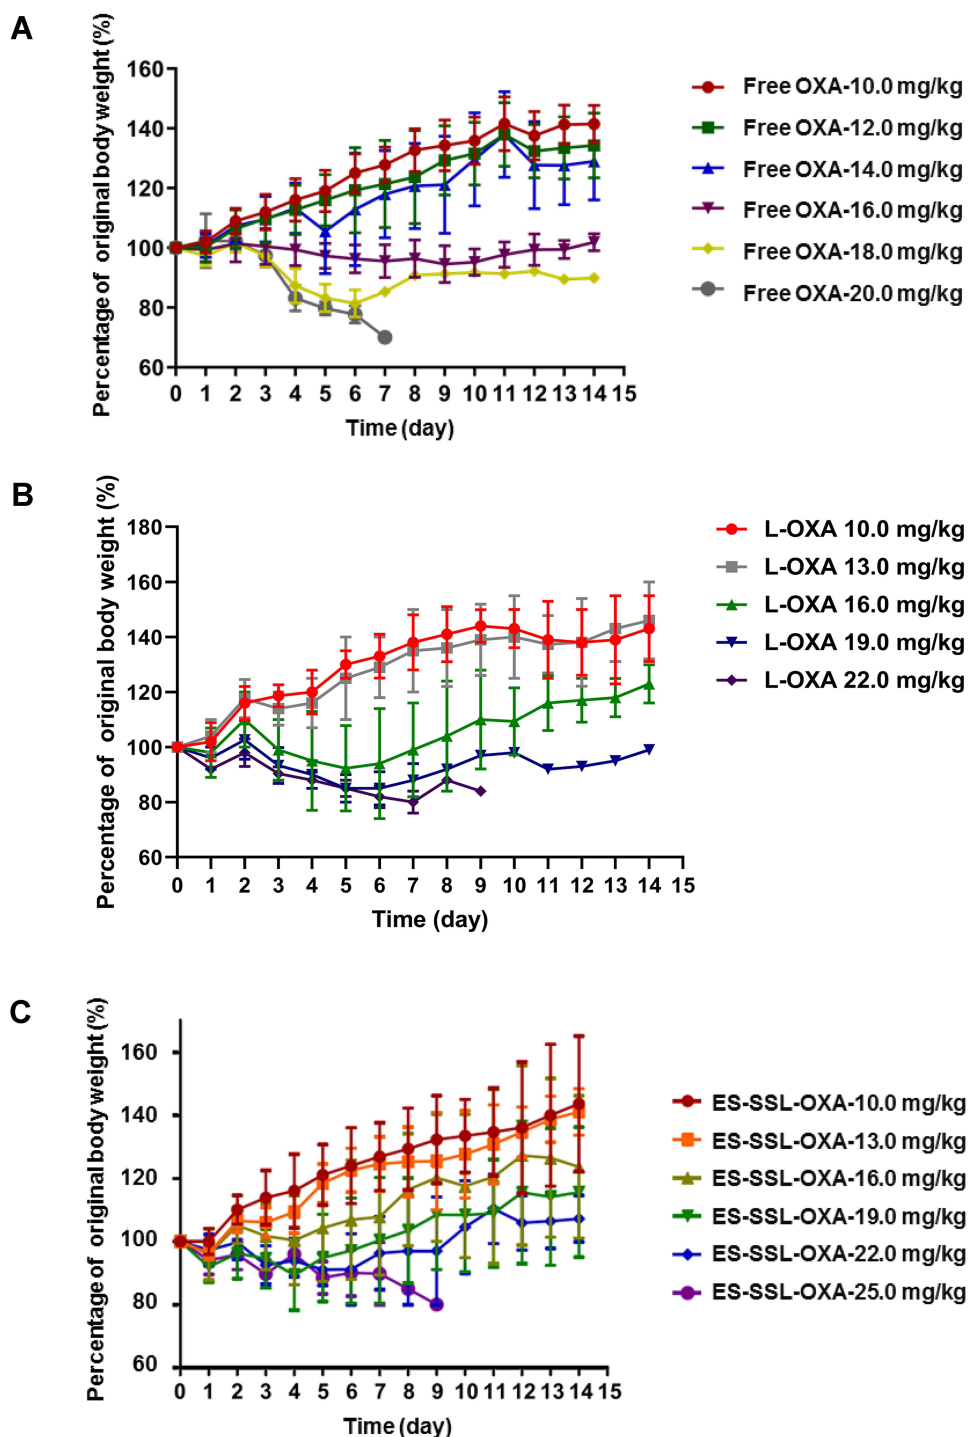 A
Percentage of original body weight (%)
160
140
120
100
80
60
0 1 2 3 4 5 6 7 8 9 10 11 12 13 14 15
Time (day)
Free OXA-10.0 mg/kg
Free OXA-12.0 mg/kg
Free OXA-14.0 mg/kg
Free OXA-16.0 mg/kg
Free OXA-18.0 mg/kg
Free OXA-20.0 mg/kg
B
Percentage of original body weight (%)
180
160
140
120
100
80
60
0 1 2 3 4 5 6 7 8 9 10 11 12 13 14 15
Time (day)
L-OXA 10.0 mg/kg
L-OXA 13.0 mg/kg
L-OXA 16.0 mg/kg
L-OXA 19.0 mg/kg
L-OXA 22.0 mg/kg
C
Percentage of original body weight (%)
160
140
120
100
80
60
0 1 2 3 4 5 6 7 8 9 10 11 12 13 14 15
Time (day)
ES-SSL-OXA-10.0 mg/kg
ES-SSL-OXA-13.0 mg/kg
ES-SSL-OXA-16.0 mg/kg
ES-SSL-OXA-19.0 mg/kg
ES-SSL-OXA-22.0 mg/kg
ES-SSL-OXA-25.0 mg/kg